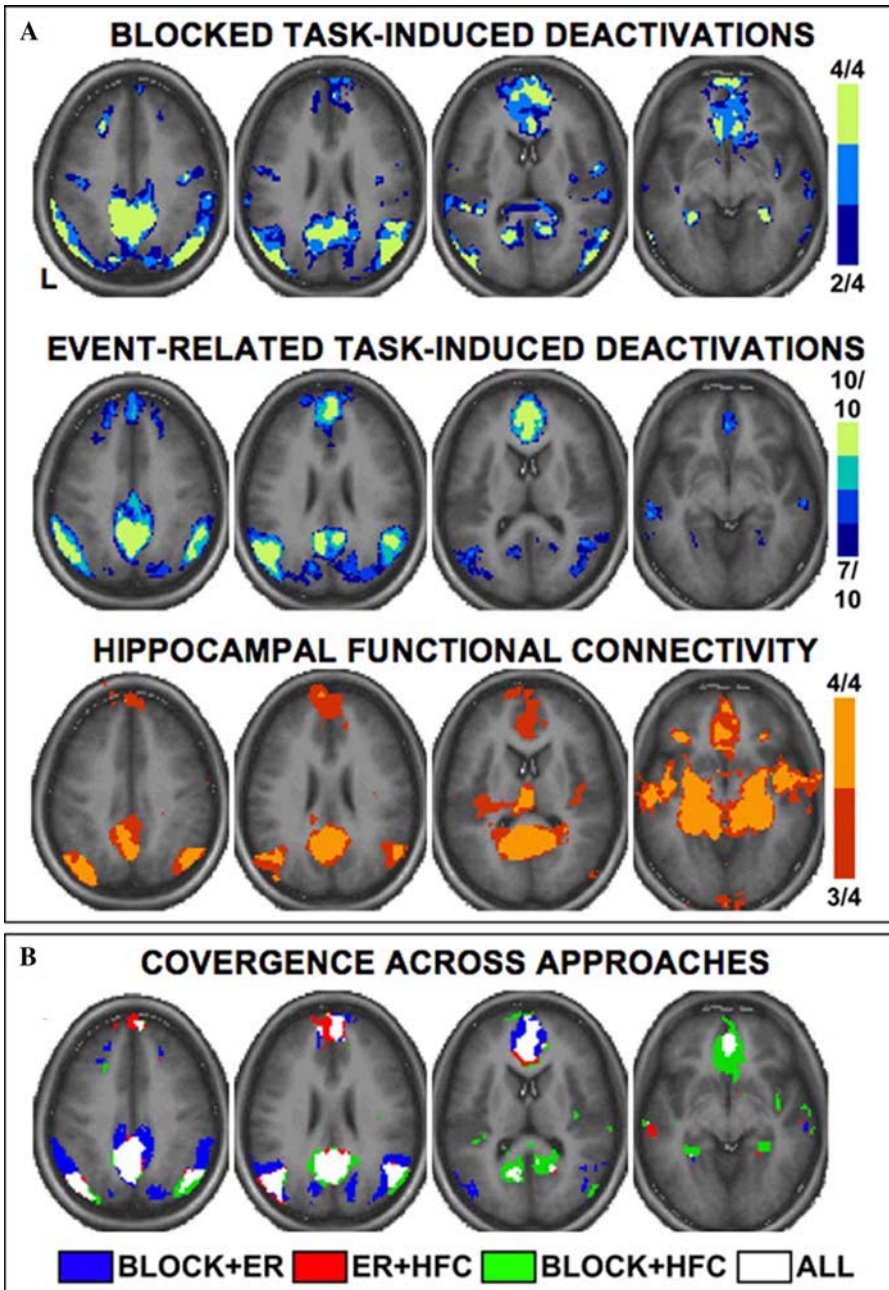 A
BLOCKED TASK-INDUCED DEACTIVATIONS
4/4
2/4
L
EVENT-RELATED TASK-INDUCED DEACTIVATIONS
10/
10
7/
10
HIPPOCAMPAL FUNCTIONAL CONNECTIVITY
4/4
3/4
B
COVERGENCE ACROSS APPROACHES
BLOCK+ER ER+HFC BLOCK+HFC ALL